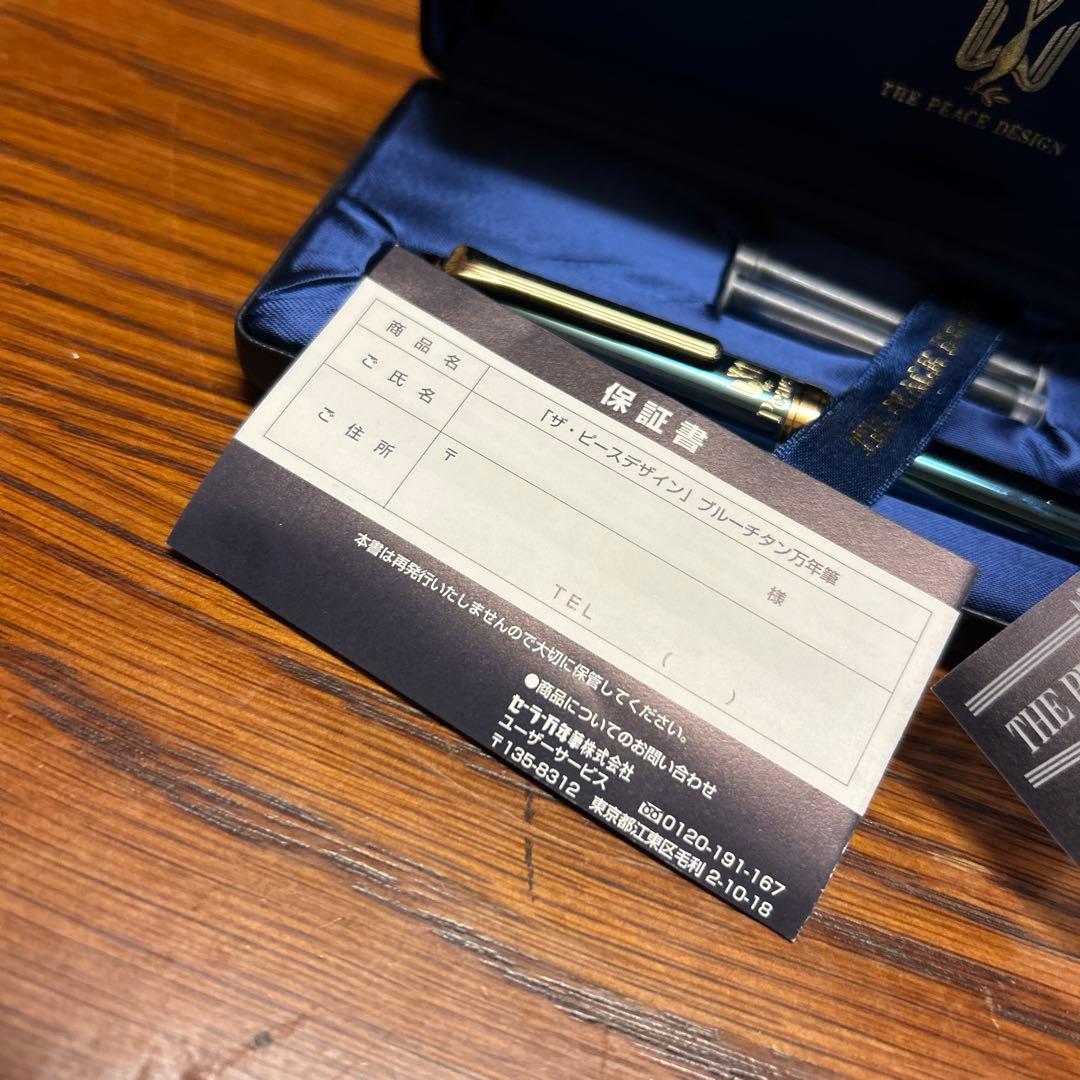 THE PEACE DESIGN
THE PEACE
The
Peace
保証書
商品名 「ザ・ピースデザイン」ブルーチタン万年筆
ご氏名 様
ご住所 〒
TEL ( )
本書は再発行いたしませんので大切に保管してください。
●商品についてのお問い合わせ
セーラー万年筆株式会社
ユーザーサービス 0120-191-167
〒135-8312 東京都江東区毛利2-10-18
THE